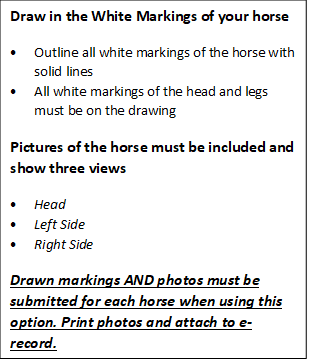 Draw in the White Markings of your horse
• Outline all white markings of the horse with
solid lines
• All white markings of the head and legs
must be on the drawing
Pictures of the horse must be included and
show three views
• Head
• Left Side
• Right Side
Drawn markings AND photos must be
submitted for each horse when using this
option. Print photos and attach to e-
record.